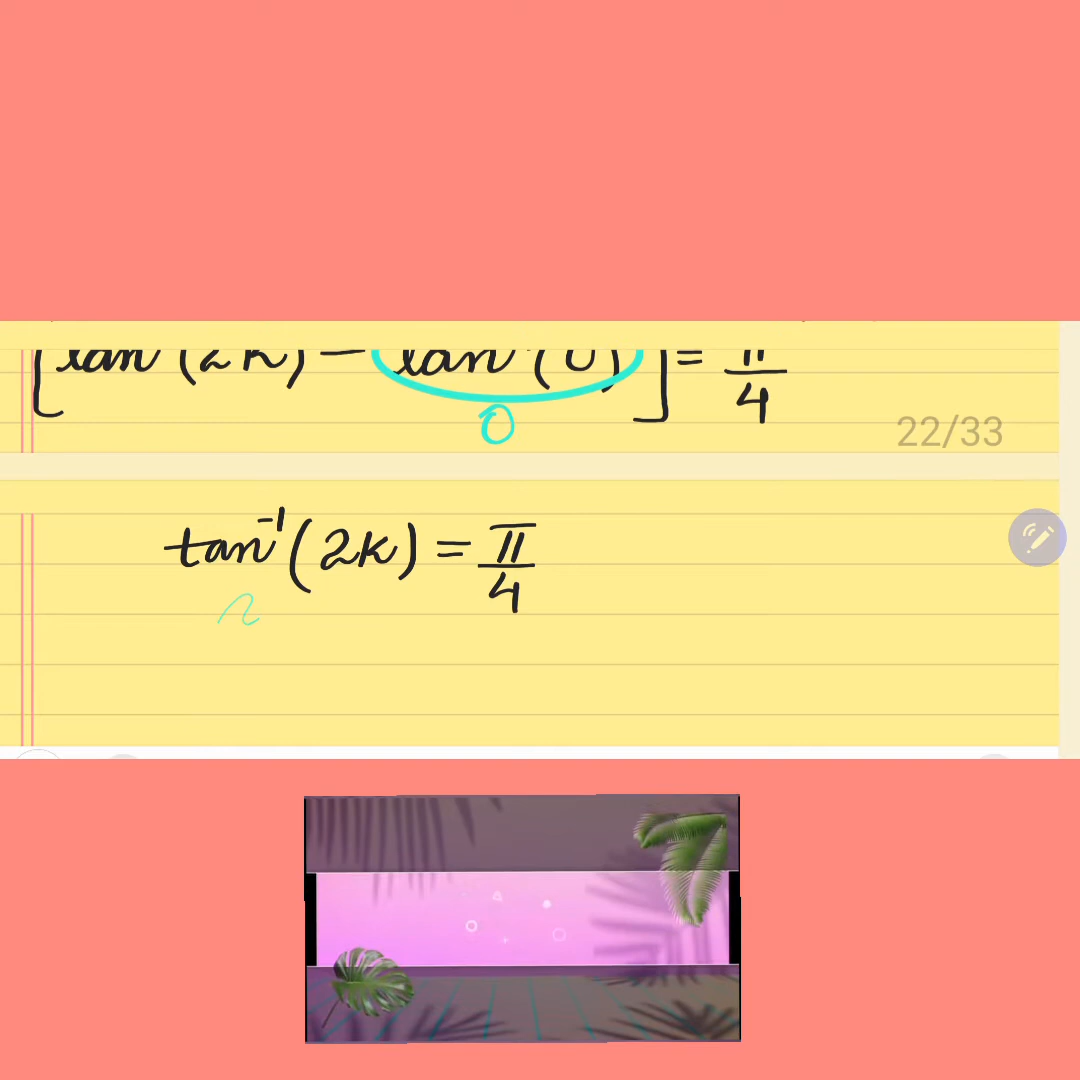 [tan⁻¹(2k) − tan⁻¹(0)] = π/4
0
22/33
tan⁻¹(2k) = π/4